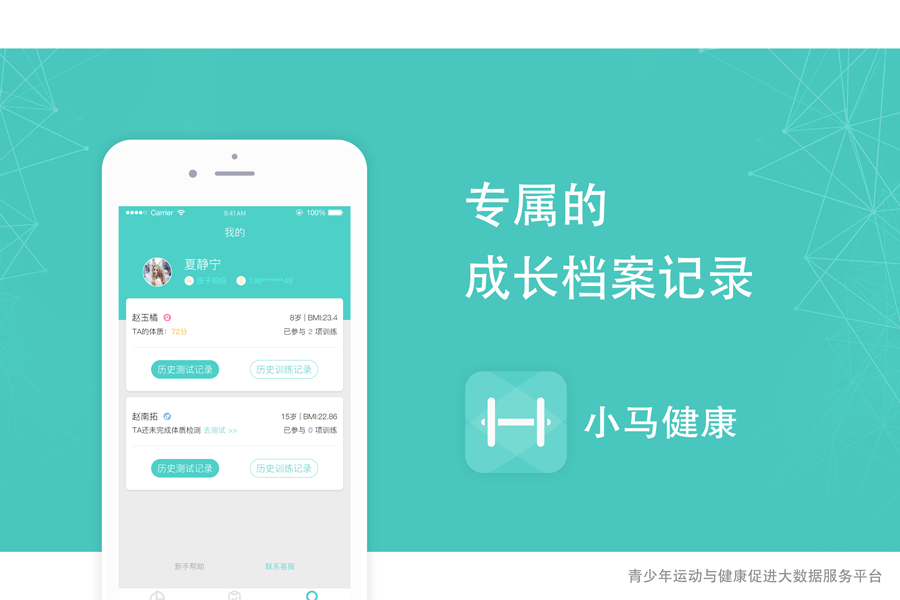 专属的
成长档案记录
小马健康
青少年运动与健康促进大数据服务平台
Carrier
9:41AM
100%
我的
夏静宁
孩子妈妈
赵玉橘
8岁 | BMI:23.4
TA的体质：72分
已参与 2 项训练
历史测试记录
历史训练记录
赵南拓
15岁 | BMI:22.86
TA还未完成体质检测 去测试 >>
已参与 0 项训练
历史测试记录
历史训练记录
新手帮助
联系客服